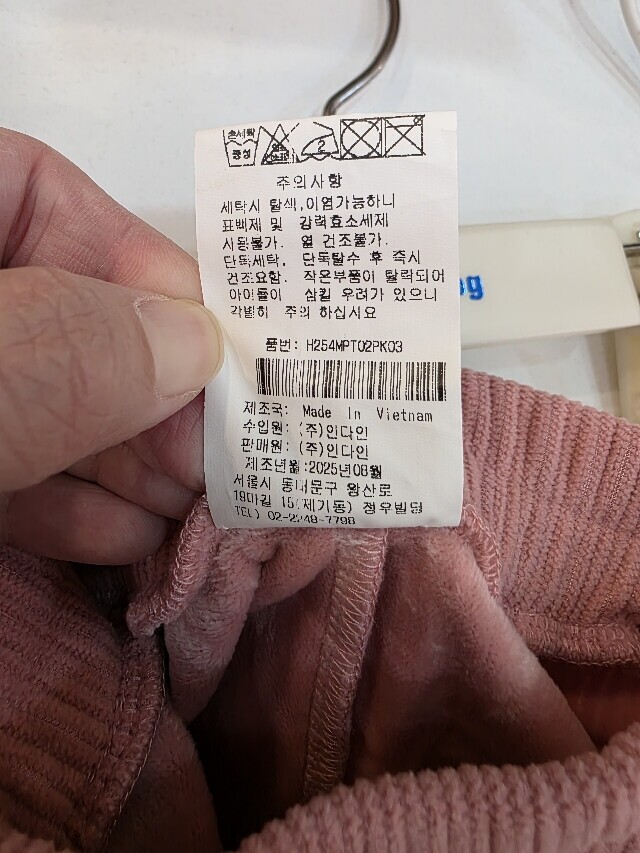 손세탁
중성
2
주의사항
세탁시 탈색,이염가능하니
표백제 및 강력효소세제
사용불가. 열 건조불가.
단독세탁, 단독탈수 후 즉시
건조요함. 작은부품이 탈락되어
아이들이 삼킬 우려가 있으니
각별히 주의 하십시요
품번: H254MPT02PK03
제조국: Made In Vietnam
수입원: (주)인다인
판매원: (주)인다인
제조년월:2025년08월
서울시 동대문구 왕산로
19마길 15(제기동) 정우빌딩
TEL) 02-2248-7798